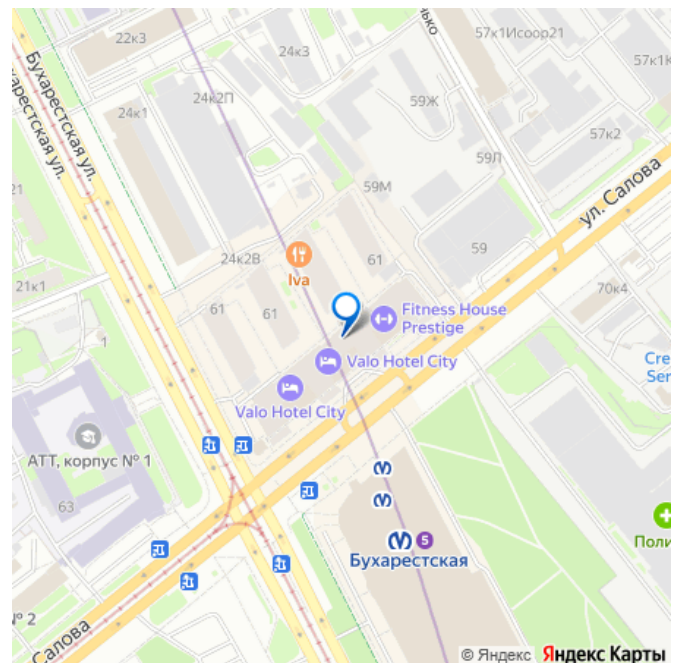 22к3
24к3
57к1Исоор21
57к1
Бухарестская ул.
24к2П
59Ж
24к1
57к2
59Л
ул. Салова
21
59М
24к2В
61
59
Iva
21к1
61
61
70к4
Fitness House
Prestige
1
Valo Hotel City
Valo Hotel City
Cre
Ser
АТТ, корпус № 1
63
5
Бухарестская
Поли
№ 2
Салова
© Яндекс Яндекс Карты